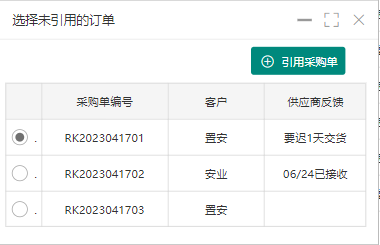 选择未引用的订单
引用采购单
采购单编号 客户 供应商反馈
. RK2023041701 置安 要迟1天交货
. RK2023041702 安业 06/24已接收
. RK2023041703 置安